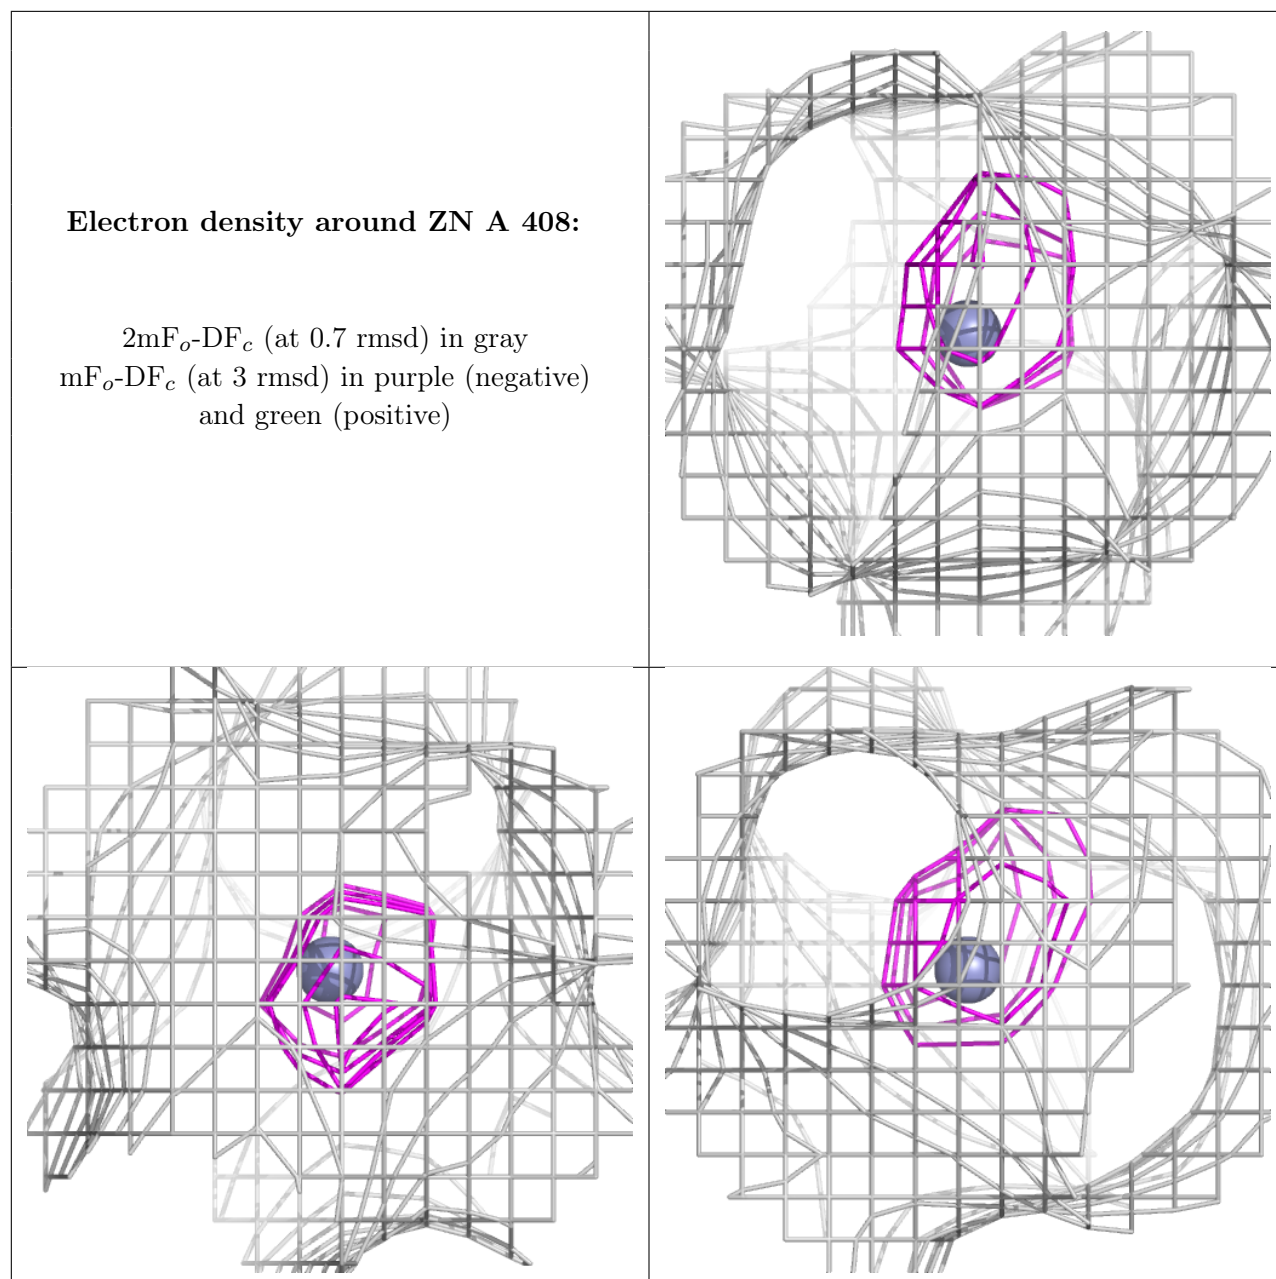 Electron density around ZN A 408:
2mFo-DFc (at 0.7 rmsd) in gray
mFo-DFc (at 3 rmsd) in purple (negative)
and green (positive)